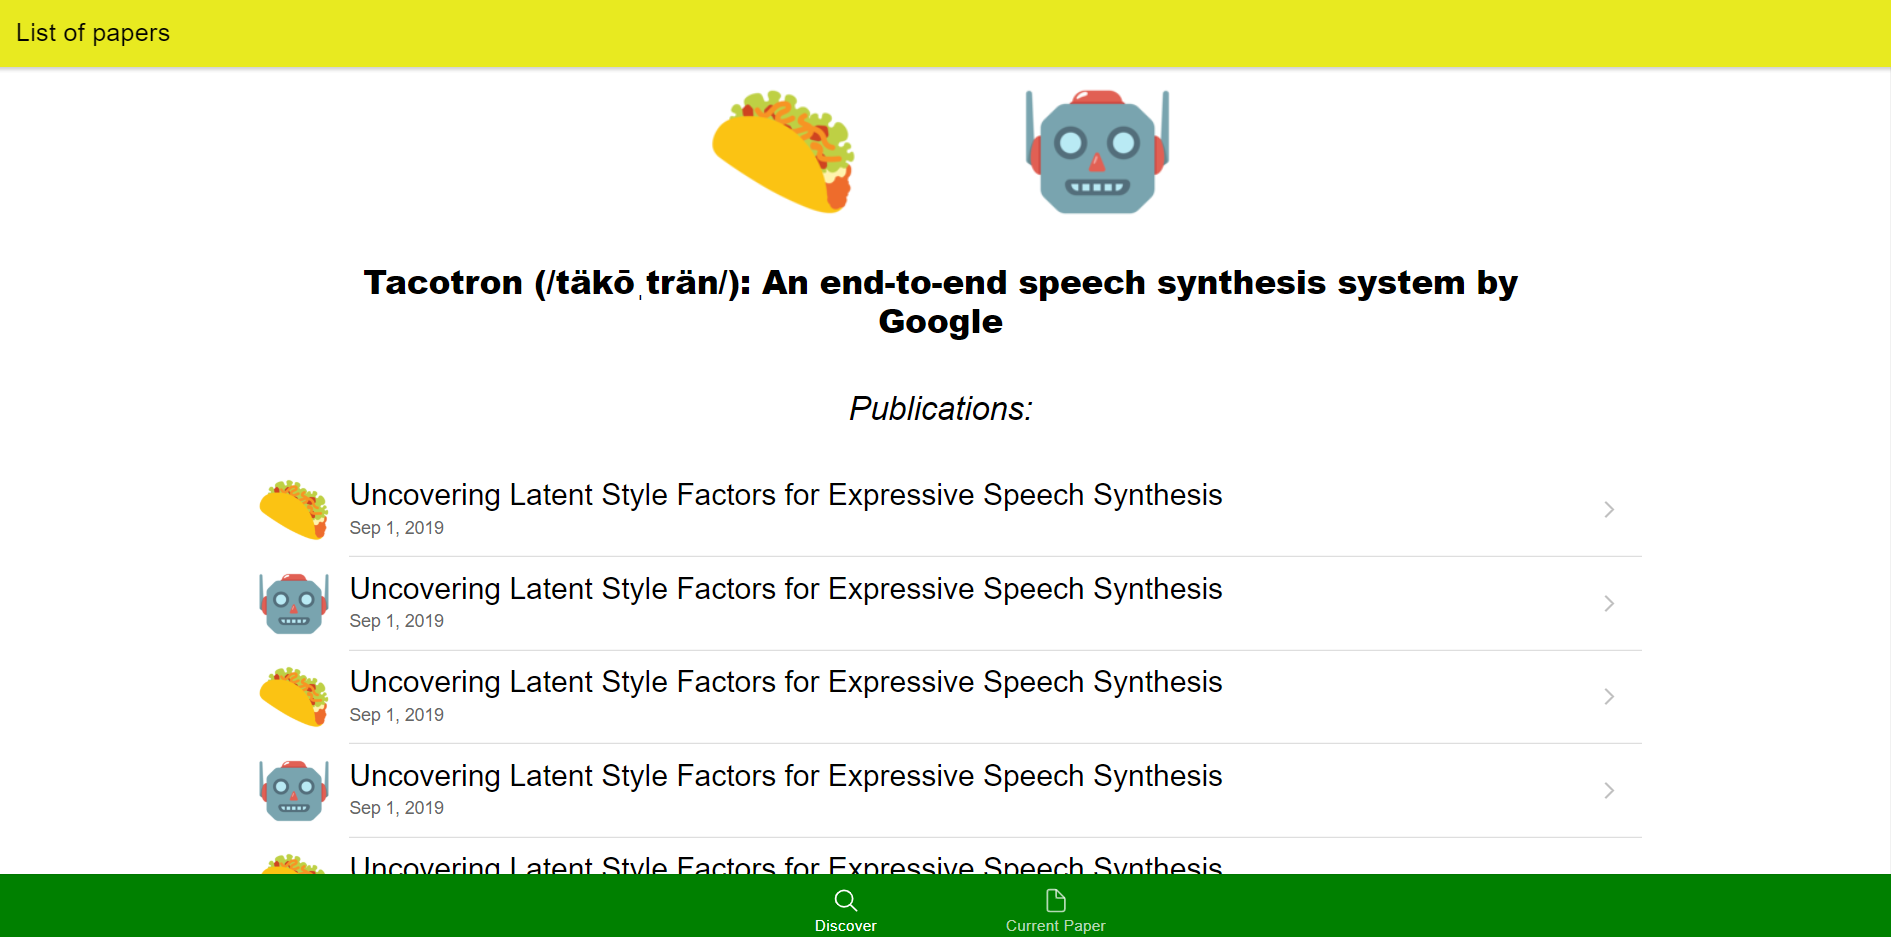 List of papers
Tacotron (/täkōˌträn/): An end-to-end speech synthesis system by
Google
Publications:
Uncovering Latent Style Factors for Expressive Speech Synthesis
Sep 1, 2019
Uncovering Latent Style Factors for Expressive Speech Synthesis
Sep 1, 2019
Uncovering Latent Style Factors for Expressive Speech Synthesis
Sep 1, 2019
Uncovering Latent Style Factors for Expressive Speech Synthesis
Sep 1, 2019
Uncovering Latent Style Factors for Expressive Speech Synthesis
Discover
Current Paper